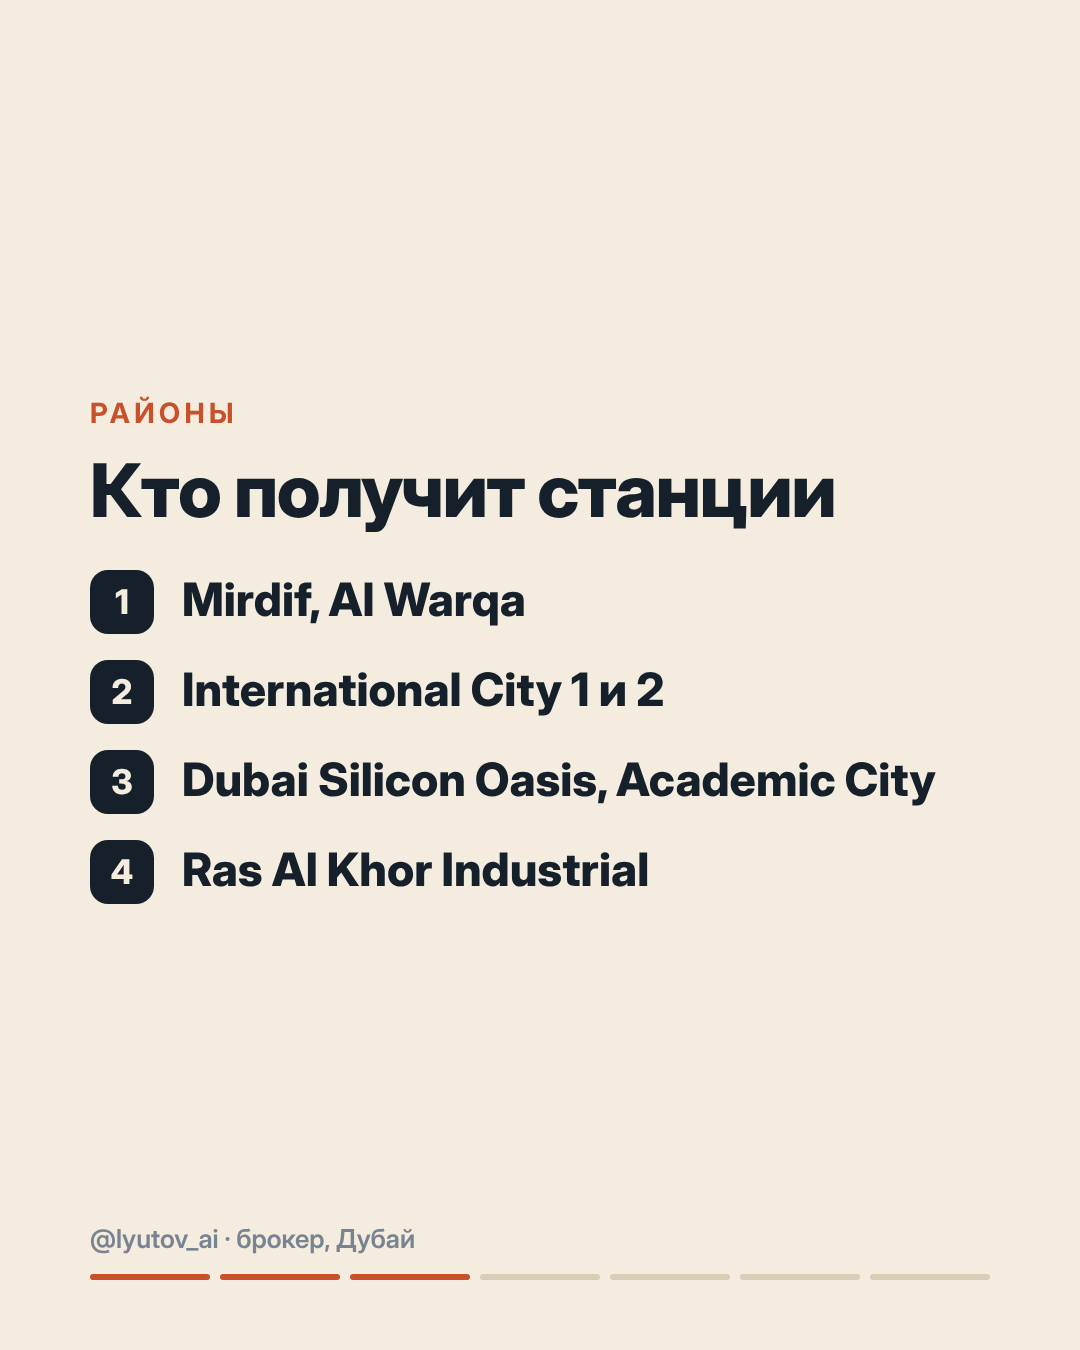 РАЙОНЫ
Кто получит станции
1 Mirdif, Al Warqa
2 International City 1 и 2
3 Dubai Silicon Oasis, Academic City
4 Ras Al Khor Industrial
@lyutov_ai · брокер, Дубай